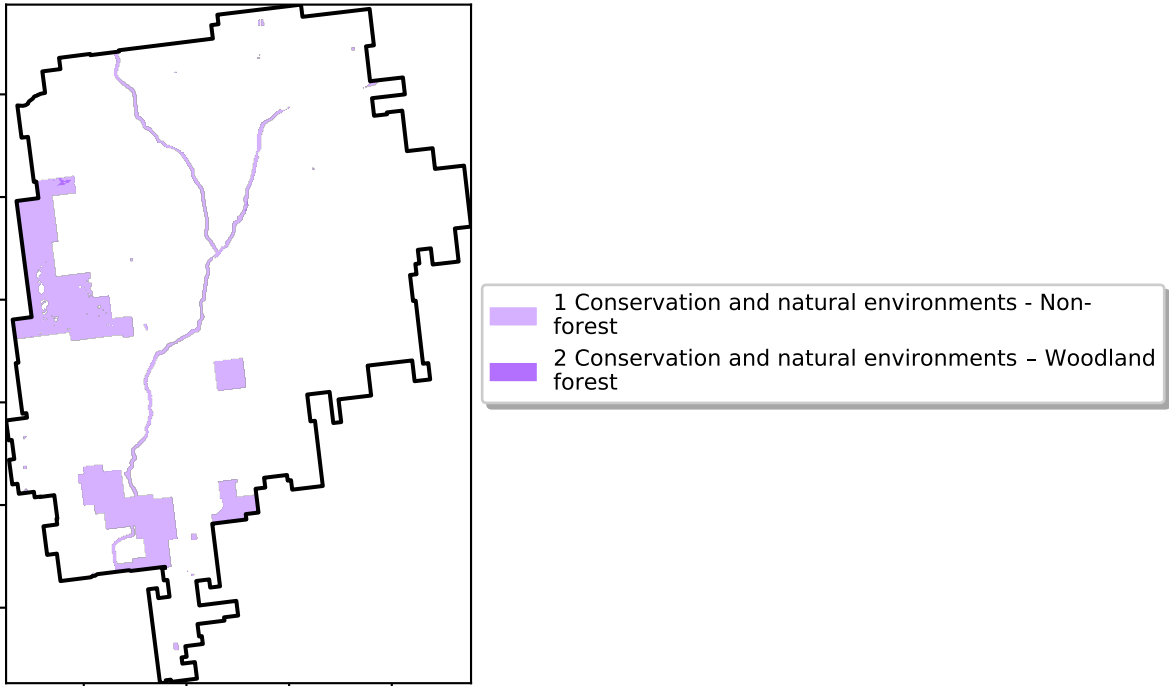 1 Conservation and natural environments - Non-
forest
2 Conservation and natural environments – Woodland
forest